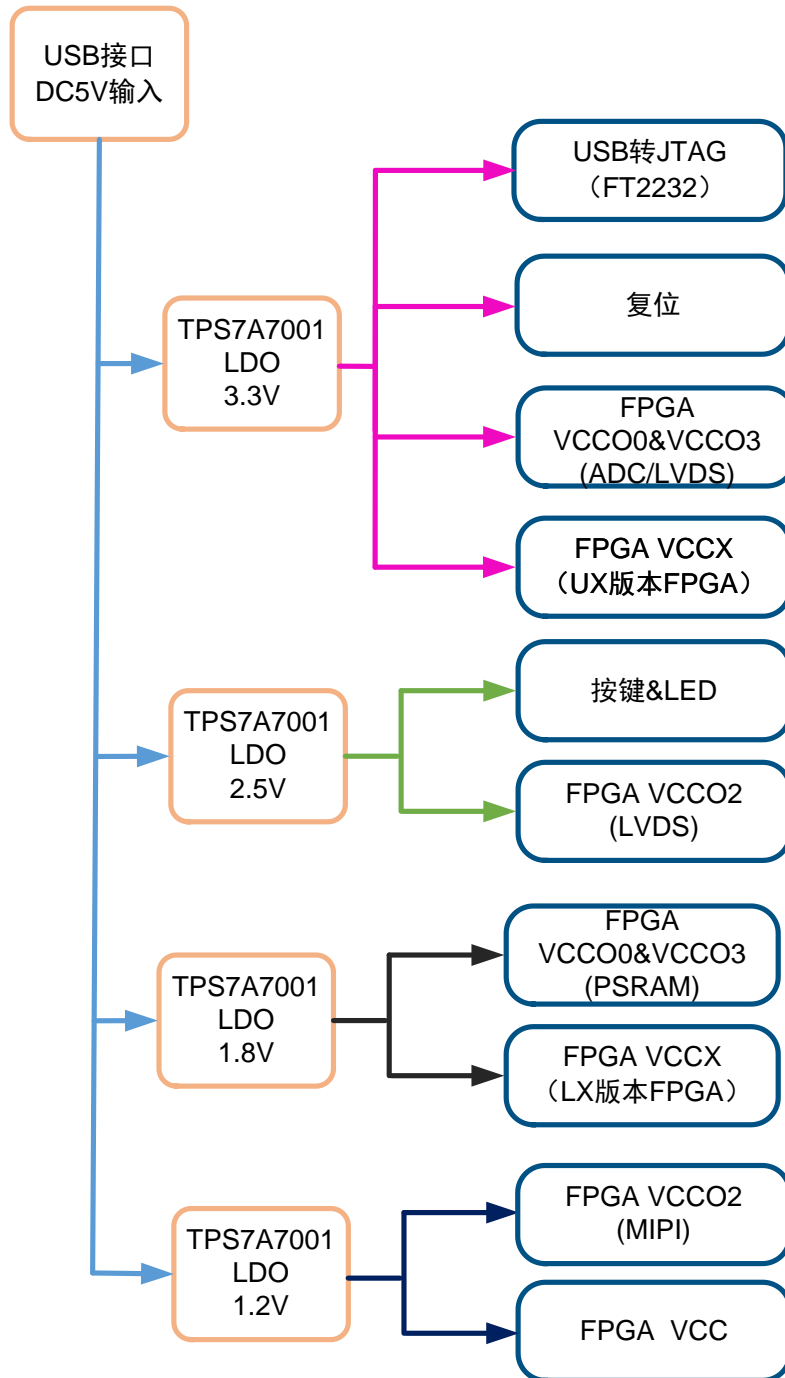 USB接口
DC5V输入
USB转JTAG
（FT2232）
复位
TPS7A7001
LDO
3.3V
FPGA
VCCO0&VCCO3
(ADC/LVDS)
FPGA VCCX
（UX版本FPGA）
按键&LED
TPS7A7001
LDO
2.5V
FPGA VCCO2
(LVDS)
FPGA
VCCO0&VCCO3
(PSRAM)
TPS7A7001
LDO
1.8V
FPGA VCCX
（LX版本FPGA）
FPGA VCCO2
(MIPI)
TPS7A7001
LDO
1.2V
FPGA  VCC